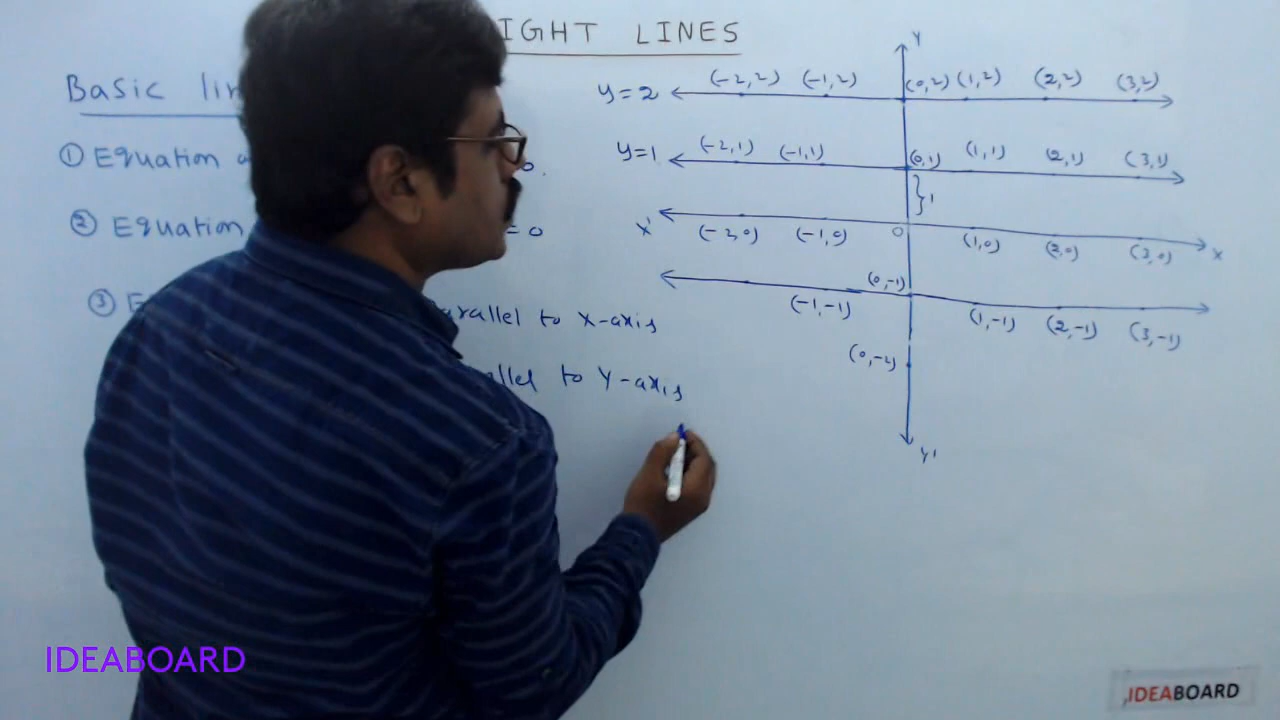 IGHT LINES
Basic lin
① Equation o
0.
② Equation
= 0
③ E
arallel to X-axis
allel to Y-axis
Y
y=2 (-2,2) (-1,2) (0,2) (1,2) (2,2) (3,2)
y=1 (-2,1) (-1,1) (0,1) (1,1) (2,1) (3,1)
} 1
X' (-2,0) (-1,0) 0 (1,0) (2,0) (3,0) X
(0,-1)
(-1,-1) (1,-1) (2,-1) (3,-1)
(0,-2)
Y'
IDEABOARD
IDEABOARD